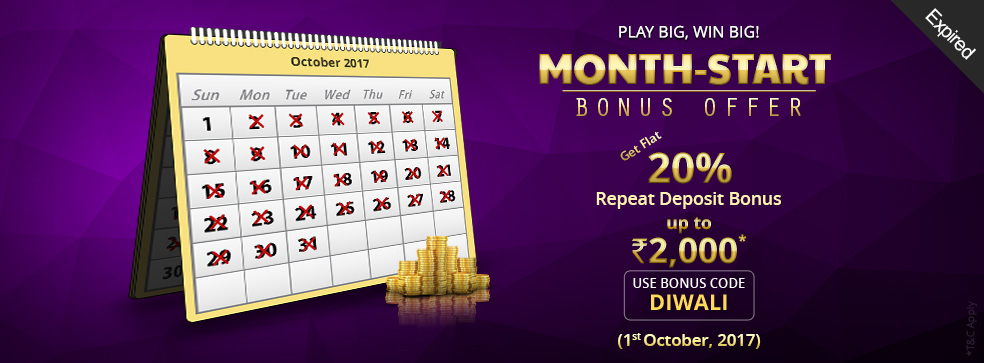 October 2017
Sun Mon Tue Wed Thu Fri Sat
1 2 3 4 5 6 7
8 9 10 11 12 13 14
15 16 17 18 19 20 21
22 23 24 25 26 27 28
29 30 31
30
PLAY BIG, WIN BIG!
MONTH-START
BONUS OFFER
Get Flat
20%
Repeat Deposit Bonus
up to
₹2,000*
USE BONUS CODE
DIWALI
(1st October, 2017)
Expired
*T&C Apply